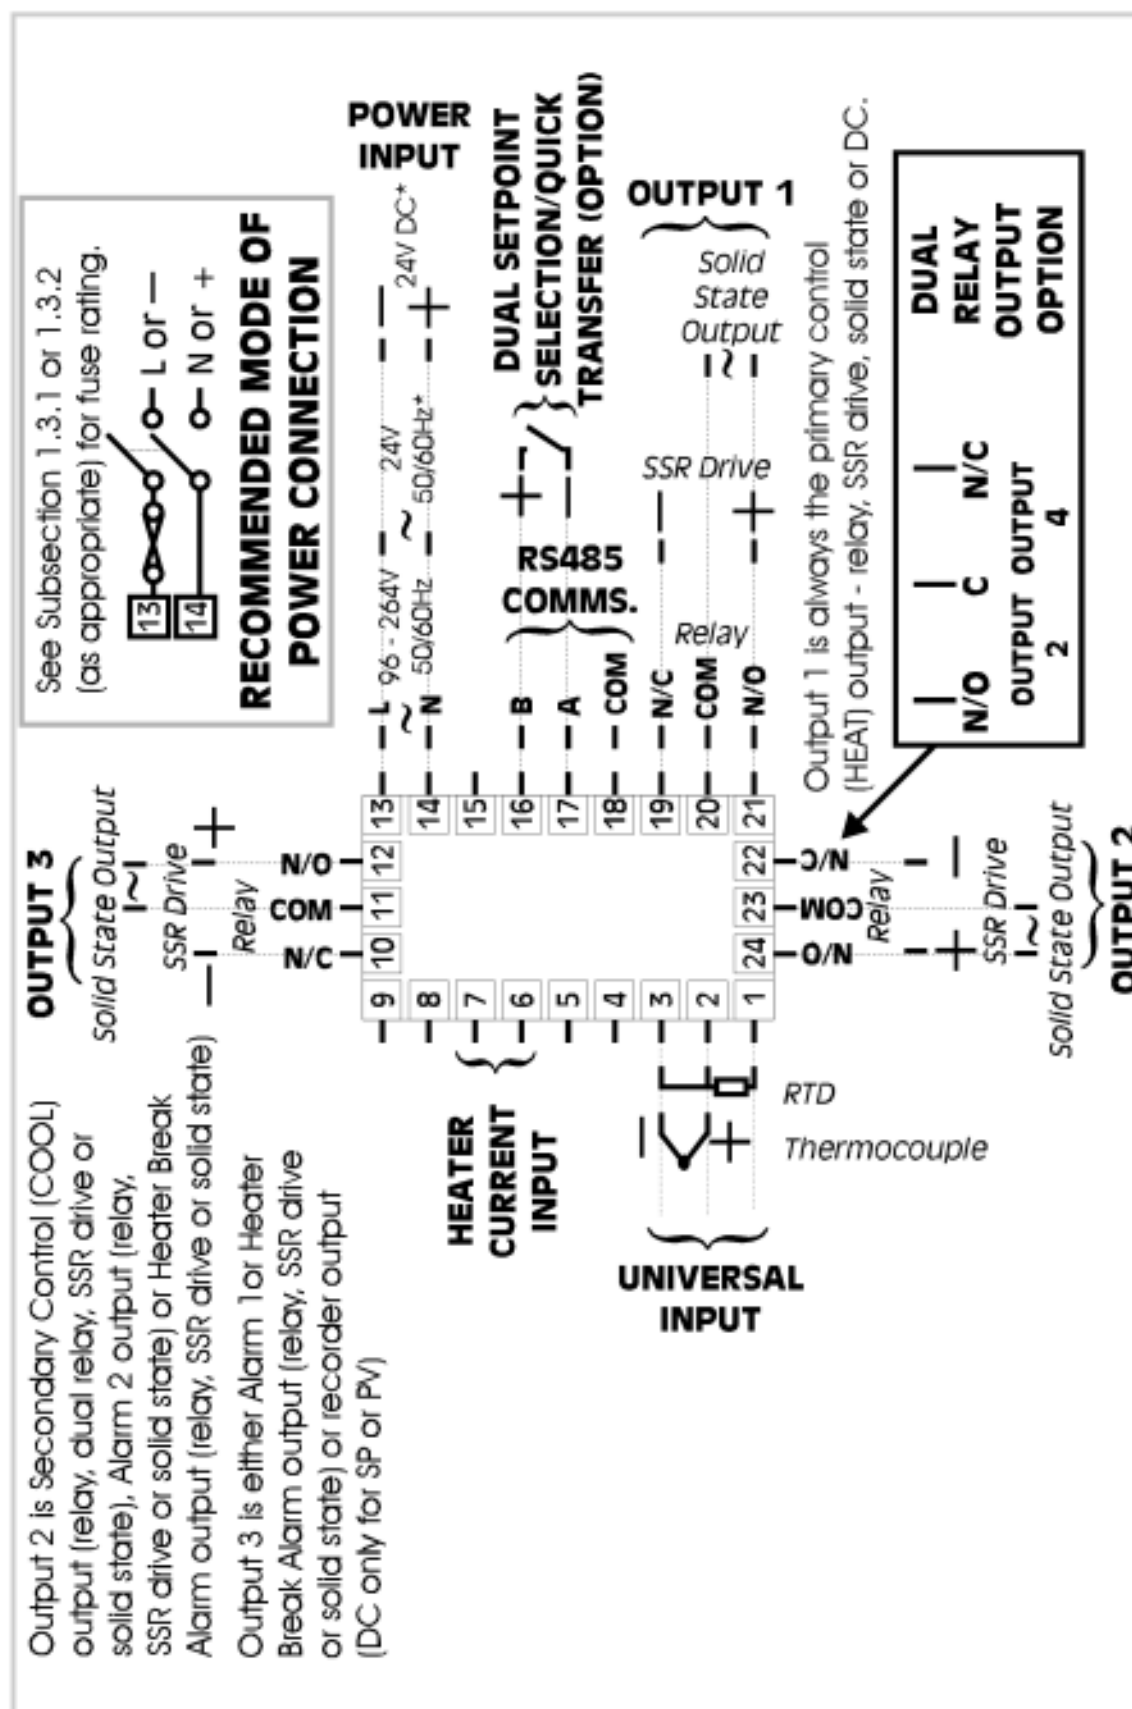 Output 2 is Secondary Control (COOL)
output (relay, dual relay, SSR drive or
solid state), Alarm 2 output (relay,
SSR drive or solid state) or Heater Break
Alarm output (relay, SSR drive or solid state)
Output 3 is either Alarm 1or Heater
Break Alarm output (relay, SSR drive
or solid state) or recorder output
(DC only for SP or PV)
OUTPUT 3
Solid State Output
~
SSR Drive
— +
Relay
N/C COM N/O
10 11 12
See Subsection 1.3.1 or 1.3.2
(as appropriate) for fuse rating.
13 L or —
14 N or +
RECOMMENDED MODE OF
POWER CONNECTION
9 13 L 96 - 264V 24V — 24V DC*
~ ~
8 14 N 50/60Hz 50/60Hz* +
POWER
INPUT
7 15
6 16 B +
5 17 A —
4 18 COM
HEATER
CURRENT
INPUT
RS485
COMMS.
DUAL SETPOINT
SELECTION/QUICK
TRANSFER (OPTION)
3 19 N/C —
2 20 COM
1 21 N/O +
Relay
SSR Drive
Solid
State
Output
~
OUTPUT 1
UNIVERSAL
INPUT
— +
RTD
Thermocouple
24 23 22
N/O COM N/C
Relay
+ —
SSR Drive
~
Solid State Output
OUTPUT 2
Output 1 is always the primary control
(HEAT) output - relay, SSR drive, solid state or DC.
N/O C N/C
OUTPUT OUTPUT
2 4
DUAL
RELAY
OUTPUT
OPTION